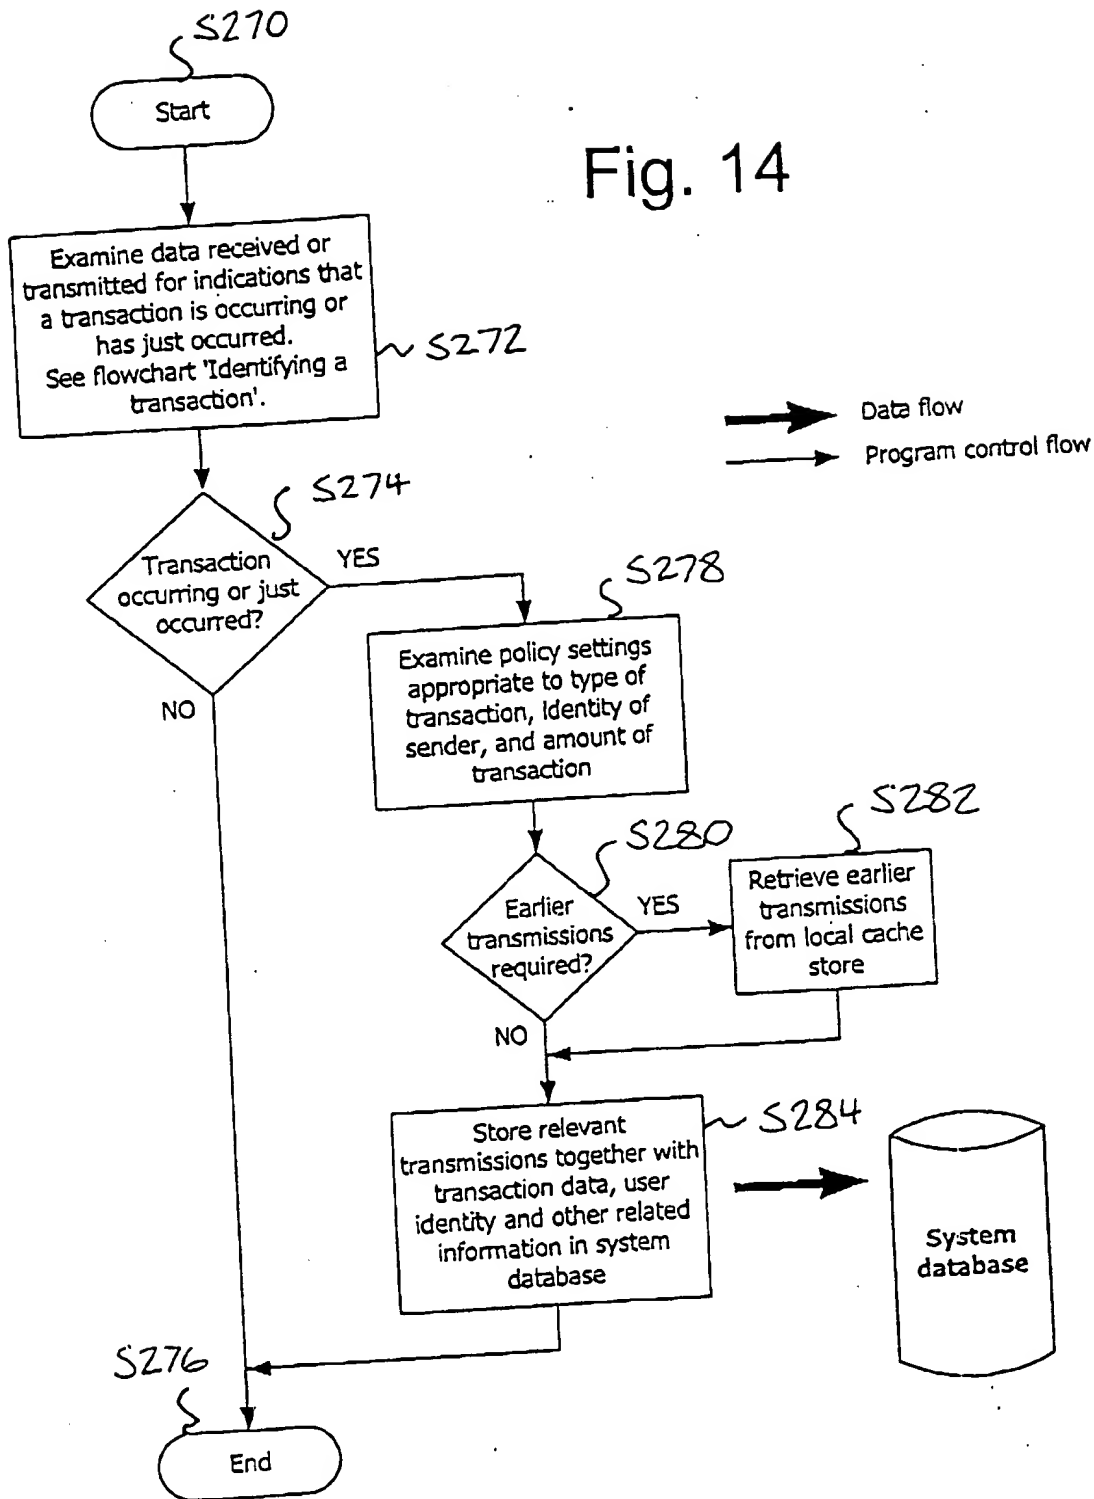 S270
Start
Fig. 14
Examine data received or
transmitted for indications that
a transaction is occurring or
has just occurred.
See flowchart 'Identifying a
transaction'.
S272
Data flow
Program control flow
S274
Transaction
occurring or just
occurred?
YES
NO
S278
Examine policy settings
appropriate to type of
transaction, identity of
sender, and amount of
transaction
S280
Earlier
transmissions
required?
YES
NO
S282
Retrieve earlier
transmissions
from local cache
store
S284
Store relevant
transmissions together with
transaction data, user
identity and other related
information in system
database
System
database
S276
End